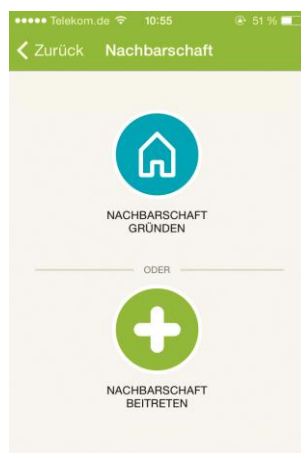 Telekom.de 10:55 51 %
Zurück Nachbarschaft
NACHBARSCHAFT
GRÜNDEN
ODER
NACHBARSCHAFT
BEITRETEN